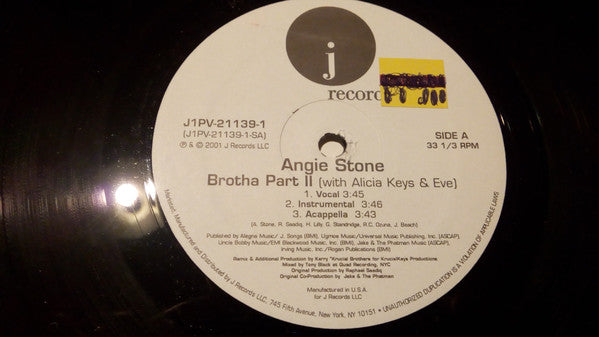 j
record
J1PV-21139-1
(J1PV-21139-1-SA)
℗ & © 2001 J Records LLC
SIDE A
33 1/3 RPM
Angie Stone
Brotha Part II (with Alicia Keys & Eve)
1. Vocal 3:45
2. Instrumental 3:46
3. Acappella 3:43
(A. Stone, R. Saadiq, H. Lilly, G. Standridge, R.C. Ozuna, J. Beach)
Published by Alegna Music/ J. Songs (BMI), Ugmoe Music/Universal Music Publishing, Inc. (ASCAP),
Uncle Bobby Music/EMI Blackwood Music, Inc. (BMI), Jake & The Phatman Music (ASCAP),
Irving Music, Inc./Rogan Publications (BMI)
Remix & Additional Production by Kerry "Krucial Brothers for Krucial/Keys Productions
Mixed by Tony Black at Quad Recording, NYC
Original Production by Raphael Saadiq
Original Co-Production by Jake & The Phatman
Manufactured in U.S.A.
for J Records LLC
and Distributed by J Records LLC, 745 Fifth Avenue, New York, NY 10151 • UNAUTHORIZED DUPLICATION IS A VIOLATION OF APPLICABLE LAWS